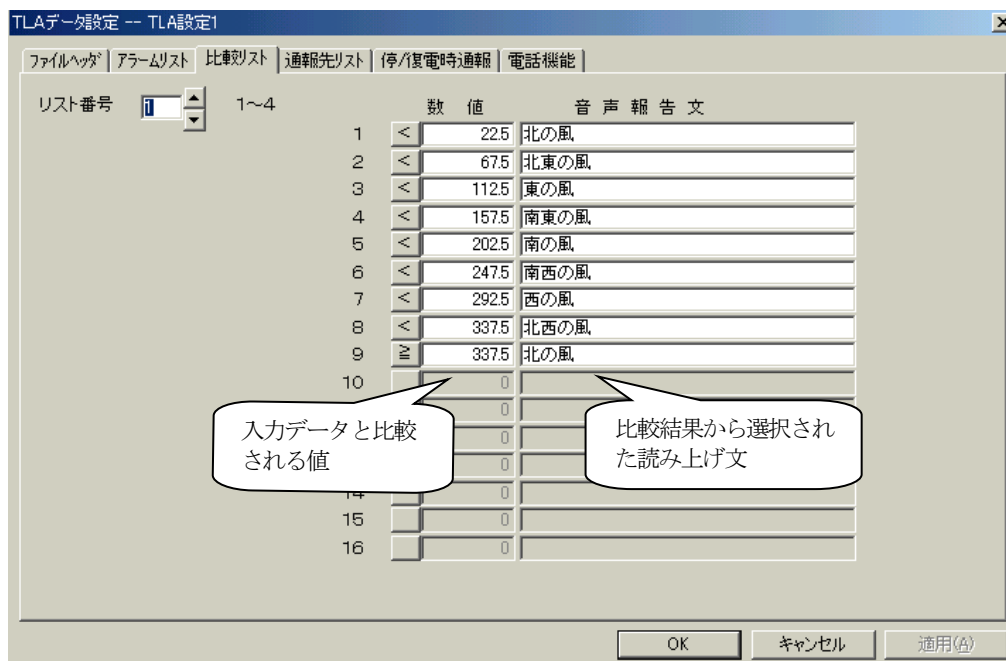 TLAデータ設定 -- TLA設定1
ファイルヘッダ アラームリスト 比較リスト 通報先リスト 停/復電時通報 電話機能
リスト番号 1 1～4
数 値 音 声 報 告 文
1 < 22.5 北の風
2 < 67.5 北東の風
3 < 112.5 東の風
4 < 157.5 南東の風
5 < 202.5 南の風
6 < 247.5 南西の風
7 < 292.5 西の風
8 < 337.5 北西の風
9 ≧ 337.5 北の風
10 0
0
0
0
14 0
15 0
16 0
入力データと比較
される値
比較結果から選択され
た読み上げ文
OK キャンセル 適用(A)